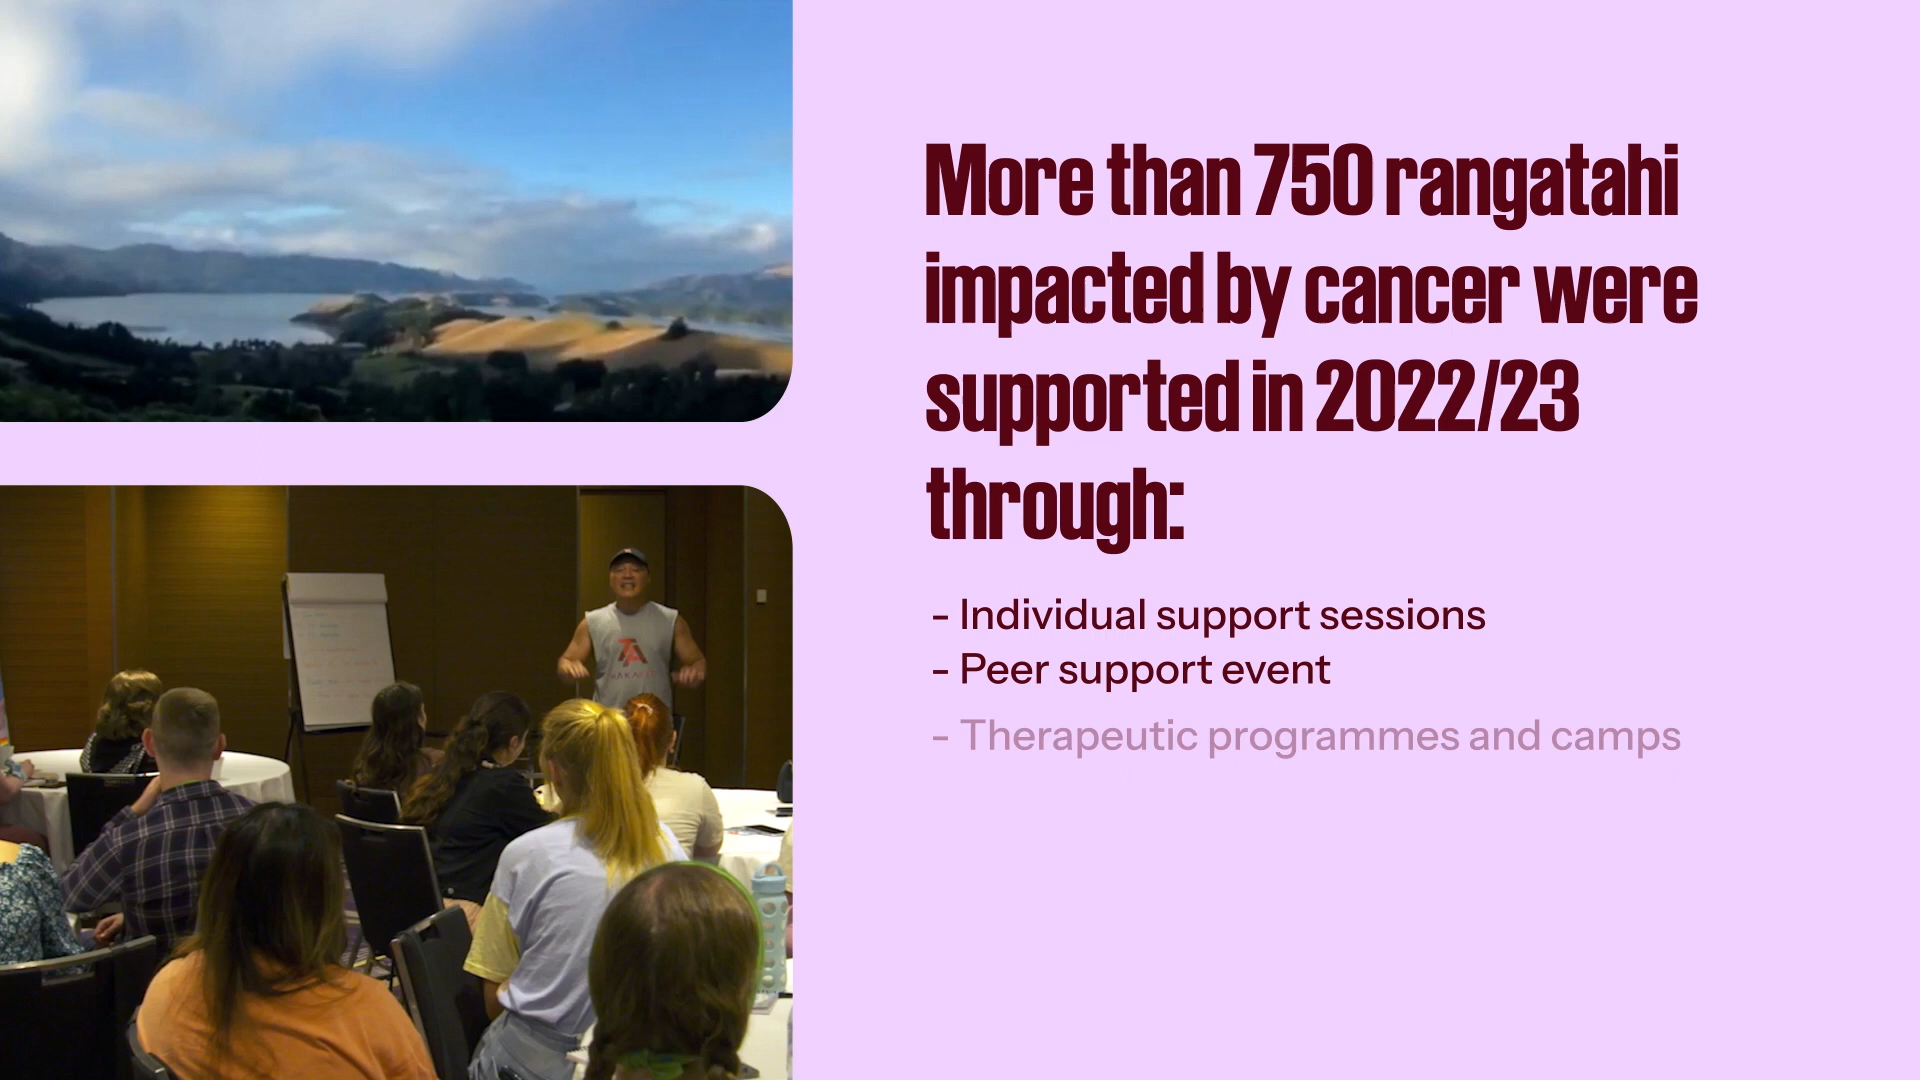 More than 750 rangatahi
impacted by cancer were
supported in 2022/23
through:
- Individual support sessions
- Peer support event
- Therapeutic programmes and camps